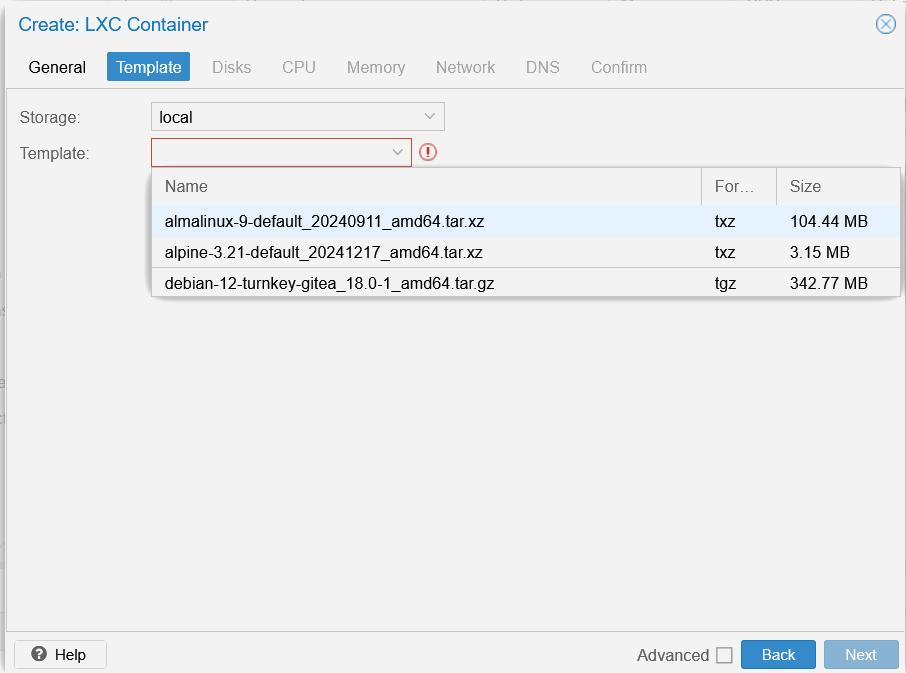 Create: LXC Container
General Template Disks CPU Memory Network DNS Confirm
Storage: local
Template:
Name For... Size
almalinux-9-default_20240911_amd64.tar.xz txz 104.44 MB
alpine-3.21-default_20241217_amd64.tar.xz txz 3.15 MB
debian-12-turnkey-gitea_18.0-1_amd64.tar.gz tgz 342.77 MB
Help Advanced Back Next